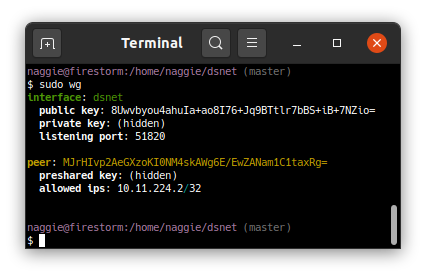 Terminal
naggie@firestorm:/home/naggie/dsnet (master)
$ sudo wg
interface: dsnet
public key: 8Uwvbyou4ahuIa+ao8I76+Jq9BTtlr7bBS+iB+7NZio=
private key: (hidden)
listening port: 51820
peer: MJrHIvp2AeGXzoKI0NM4skAWg6E/EwZANam1C1taxRg=
preshared key: (hidden)
allowed ips: 10.11.224.2/32
naggie@firestorm:/home/naggie/dsnet (master)
$